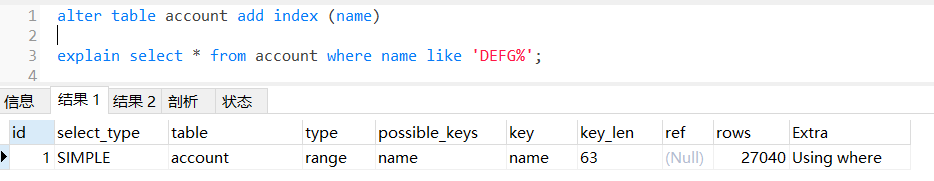 1 alter table account add index (name)
2
3 explain select * from account where name like 'DEFG%';
4
信息 结果 1 结果 2 剖析 状态
id select_type table type possible_keys key key_len ref rows Extra
1 SIMPLE account range name name 63 (Null) 27040 Using where